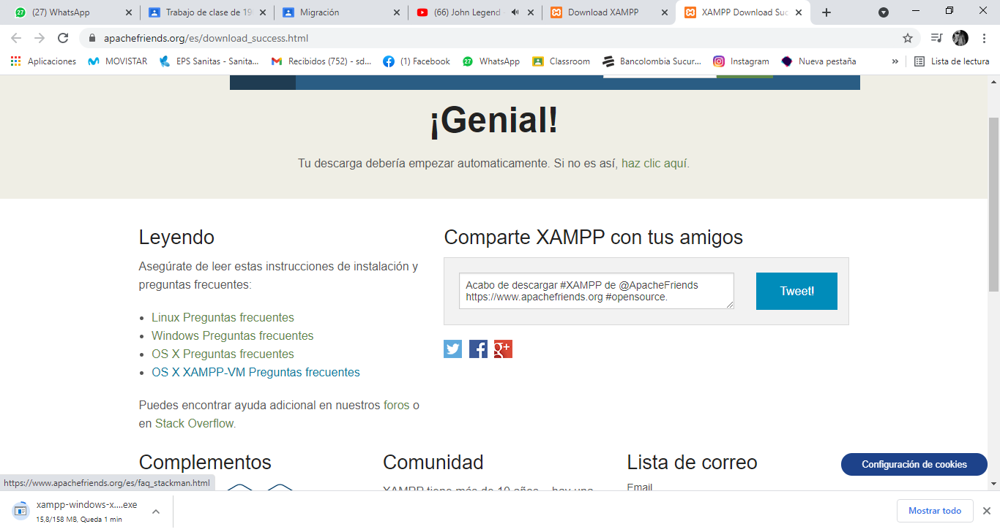 (27) WhatsApp
Trabajo de clase de 19
Migración
(66) John Legend -
Download XAMPP
XAMPP Download Suc
apachefriends.org/es/download_success.html
Aplicaciones
MOVISTAR
EPS Sanitas - Sanita...
Recibidos (752) - sd...
(1) Facebook
27 WhatsApp
Classroom
Bancolombia Sucur...
Instagram
Nueva pestaña
»
Lista de lectura
¡Genial!
Tu descarga debería empezar automaticamente. Si no es así, haz clic aquí.
Leyendo
Asegúrate de leer estas instrucciones de instalación y
preguntas frecuentes:
• Linux Preguntas frecuentes
• Windows Preguntas frecuentes
• OS X Preguntas frecuentes
• OS X XAMPP-VM Preguntas frecuentes
Puedes encontrar ayuda adicional en nuestros foros o
en Stack Overflow.
Comparte XAMPP con tus amigos
Acabo de descargar #XAMPP de @ApacheFriends
https://www.apachefriends.org #opensource.
Tweet!
Complementos
Comunidad
XAMPP tiene más de 10 años – hay una
Lista de correo
Email
Configuración de cookies
https://www.apachefriends.org/es/faq_stackman.html
xampp-windows-x....exe
15,8/158 MB, Queda 1 min
Mostrar todo